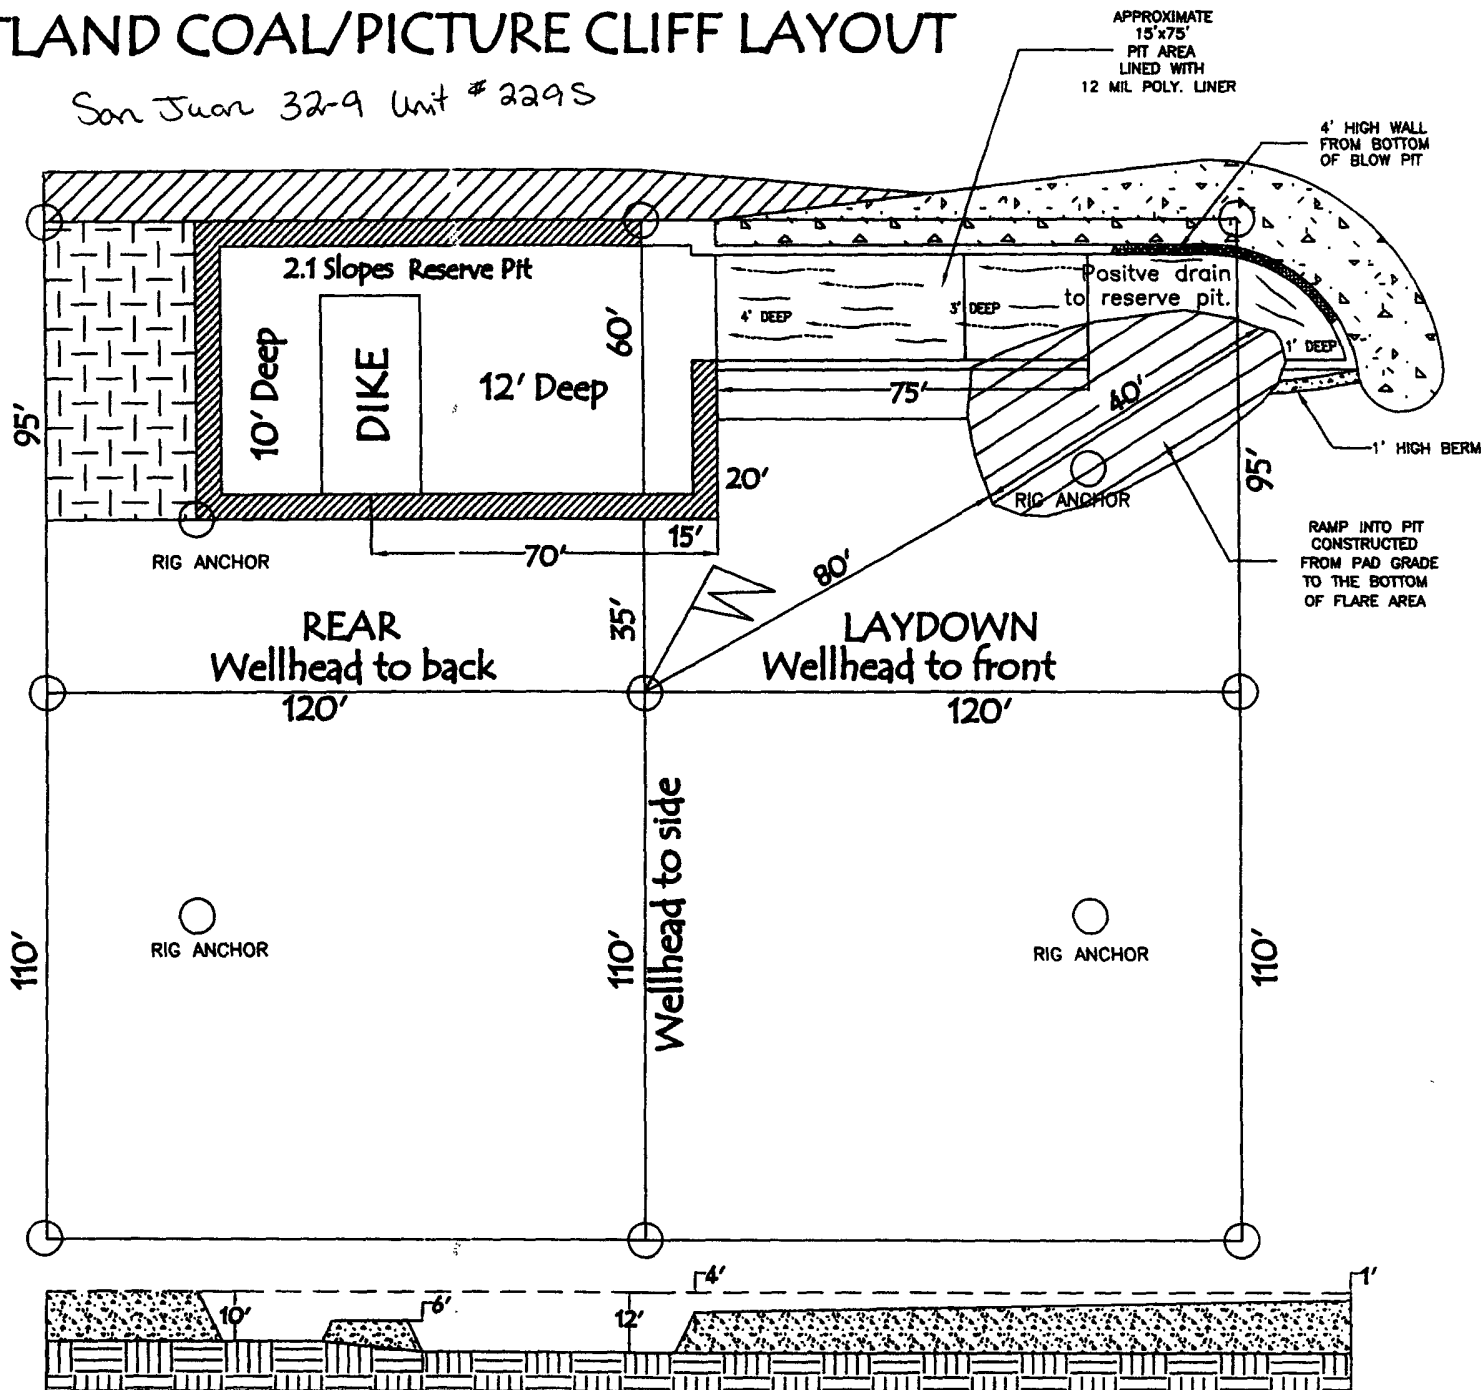 TLAND COAL/PICTURE CLIFF LAYOUT
San Juan 32-9 Unit # 229S
APPROXIMATE
15'x75'
PIT AREA
LINED WITH
12 MIL POLY. LINER
4' HIGH WALL
FROM BOTTOM
OF BLOW PIT
2.1 Slopes Reserve Pit
Positve drain
to reserve pit.
4' DEEP
3' DEEP
1' DEEP
60'
10' Deep
DIKE
12' Deep
75'
40'
95'
1' HIGH BERM
95'
20'
RIG ANCHOR
15'
70'
RIG ANCHOR
RAMP INTO PIT
CONSTRUCTED
FROM PAD GRADE
TO THE BOTTOM
OF FLARE AREA
80'
35'
REAR
Wellhead to back
120'
LAYDOWN
Wellhead to front
120'
Wellhead to side
RIG ANCHOR
RIG ANCHOR
110'
110'
110'
10'
6'
12'
4'
1'